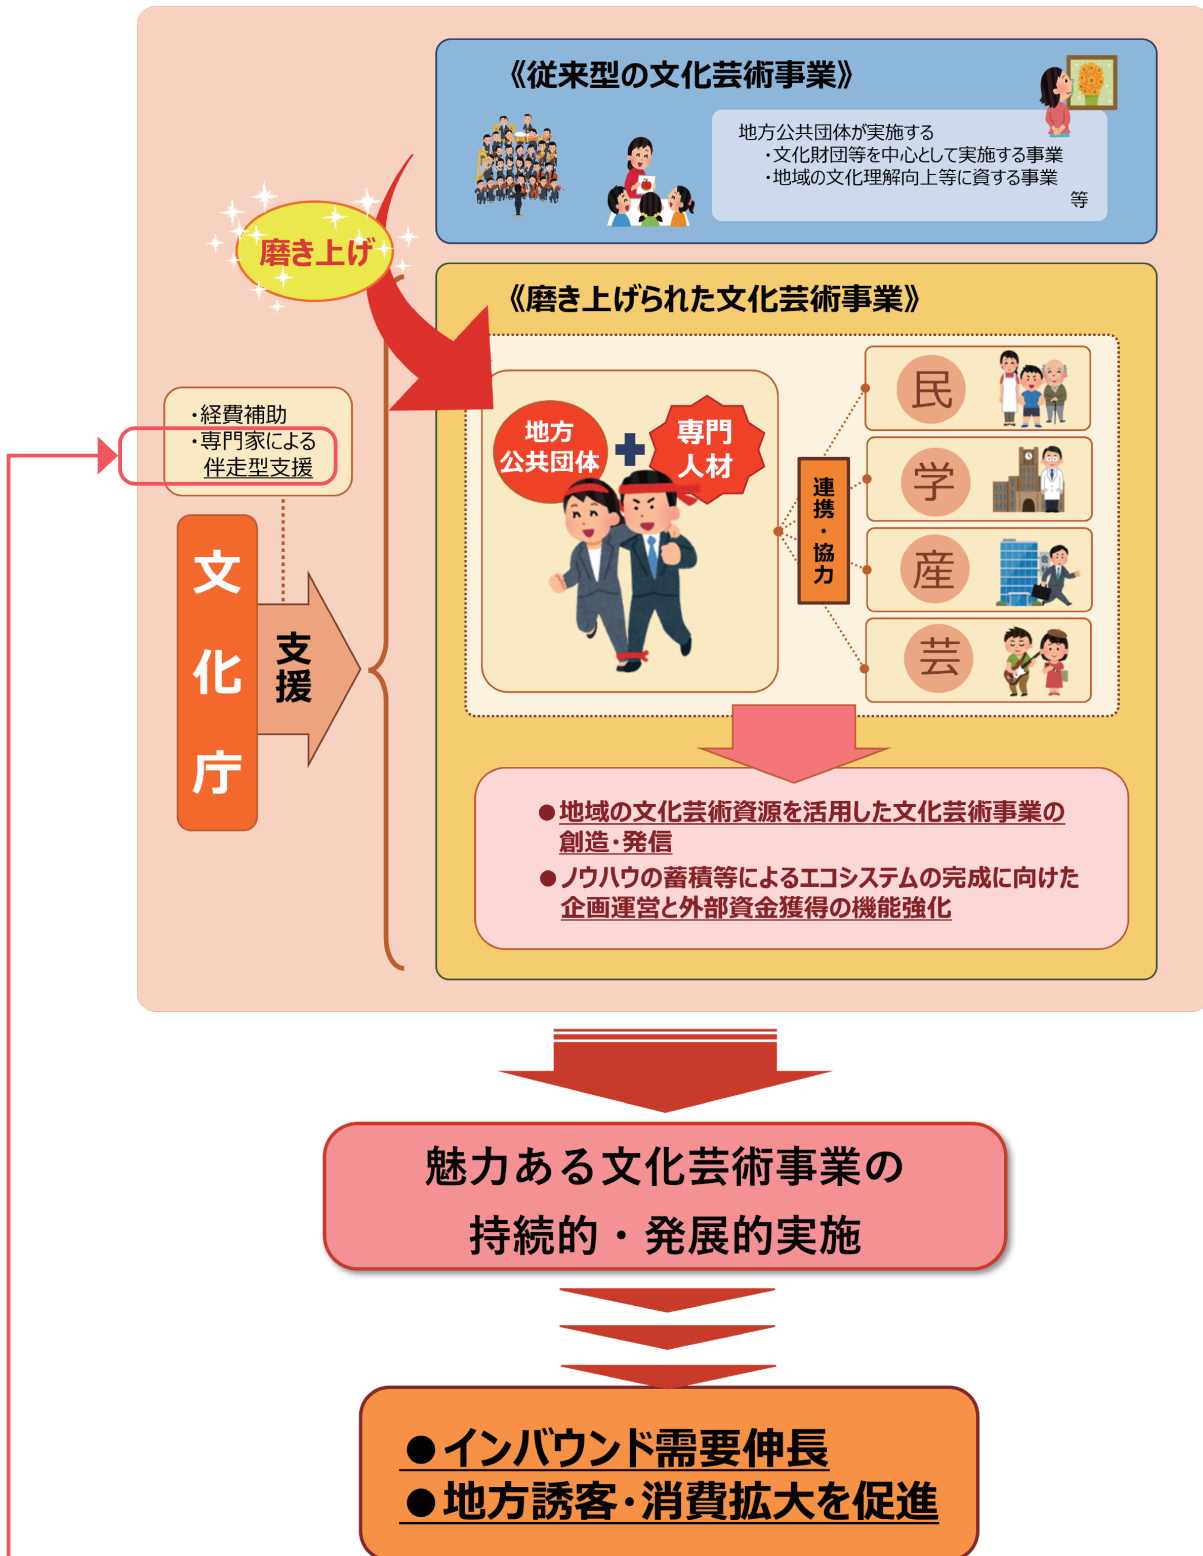 《従来型の文化芸術事業》
地方公共団体が実施する
・文化財団等を中心として実施する事業
・地域の文化理解向上等に資する事業
等
磨き上げ
《磨き上げられた文化芸術事業》
・経費補助
・専門家による
伴走型支援
文化庁
支援
地方
公共団体
専門
人材
連携・協力
民
学
産
芸
●地域の文化芸術資源を活用した文化芸術事業の
創造・発信
●ノウハウの蓄積等によるエコシステムの完成に向けた
企画運営と外部資金獲得の機能強化
魅力ある文化芸術事業の
持続的・発展的実施
●インバウンド需要伸長
●地方誘客・消費拡大を促進